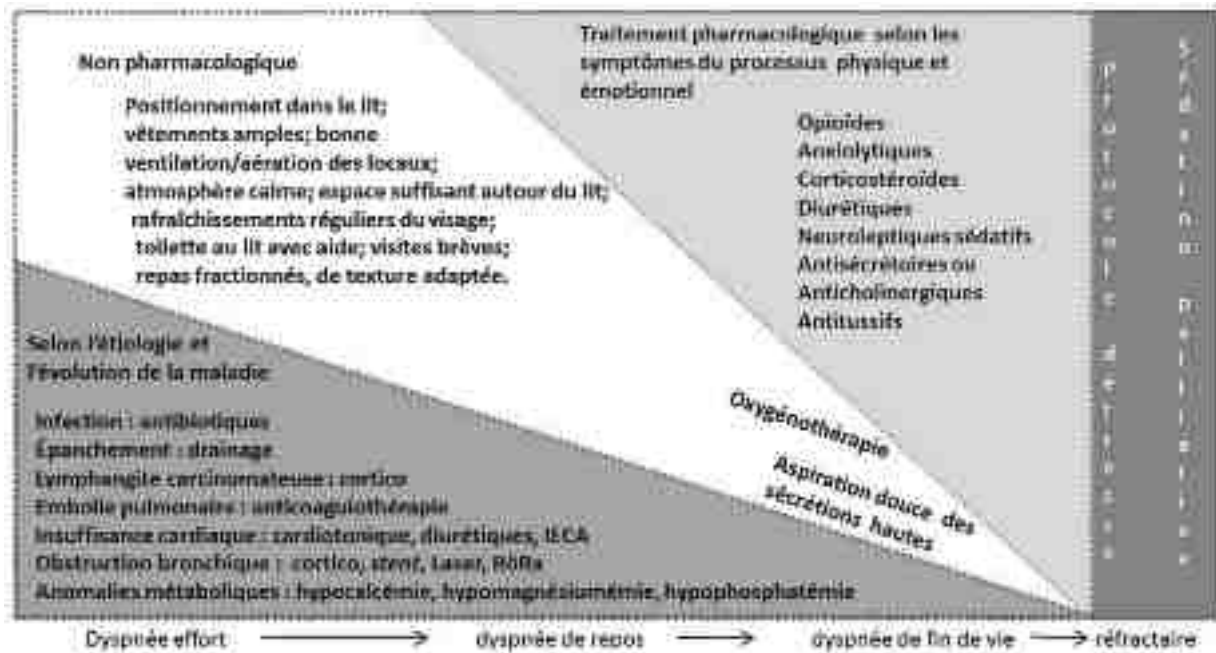 Non pharmacologique
Positionnement dans le lit;
vêtements amples; bonne
ventilation/aération des locaux;
atmosphère calme; espace suffisant autour du lit;
rafraîchissements réguliers du visage;
toilette au lit avec aide; visites brèves;
repas fractionnés, de texture adaptée.
Traitement pharmacologique selon les
symptômes du processus physique et
émotionnel
Opioïdes
Anxiolytiques
Corticostéroïdes
Diurétiques
Neuroleptiques sédatifs
Antisécrétoires ou
Anticholinergiques
Antitussifs
Protocole détresse
Sédation palliative
Selon l'étiologie et
l'évolution de la maladie
Infection : antibiotiques
Épanchement : drainage
Lymphangite carcinomateuse : cortico
Embolie pulmonaire : anticoagulothérapie
Insuffisance cardiaque : cardiotonique, diurétiques, IECA
Obstruction bronchique : cortico, stent, Laser, RöRx
Anomalies métaboliques : hypocalcémie, hypomagnésiumémie, hypophosphatémie
Oxygénothérapie
Aspiration douce des
sécrétions hautes
Dyspnée effort → dyspnée de repos → dyspnée de fin de vie → réfractaire